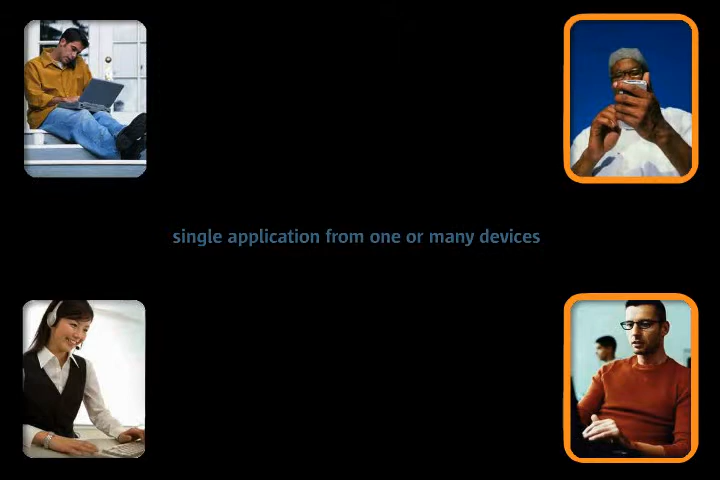 single application from one or many devices